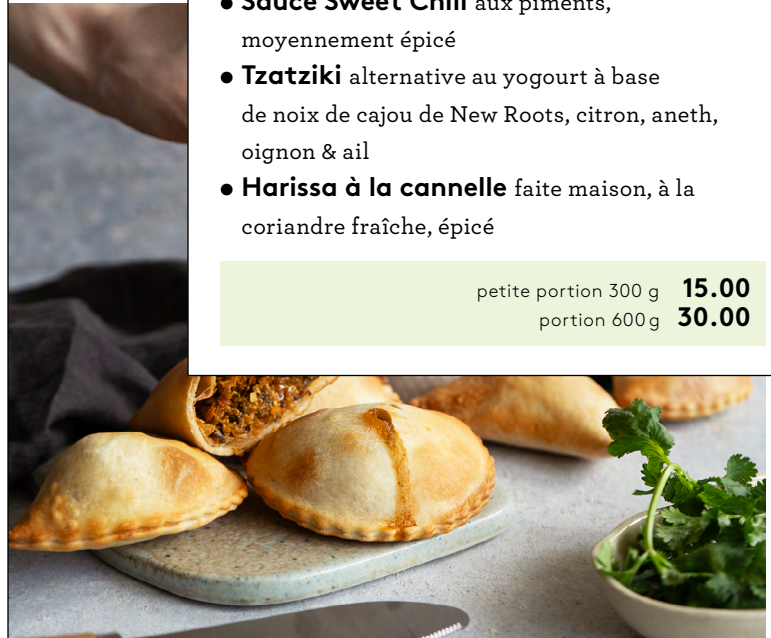 ● Sauce Sweet Chili aux piments,
moyennement épicé
● Tzatziki alternative au yogourt à base
de noix de cajou de New Roots, citron, aneth,
oignon & ail
● Harissa à la cannelle faite maison, à la
coriandre fraîche, épicé
petite portion 300 g 15.00
portion 600 g 30.00